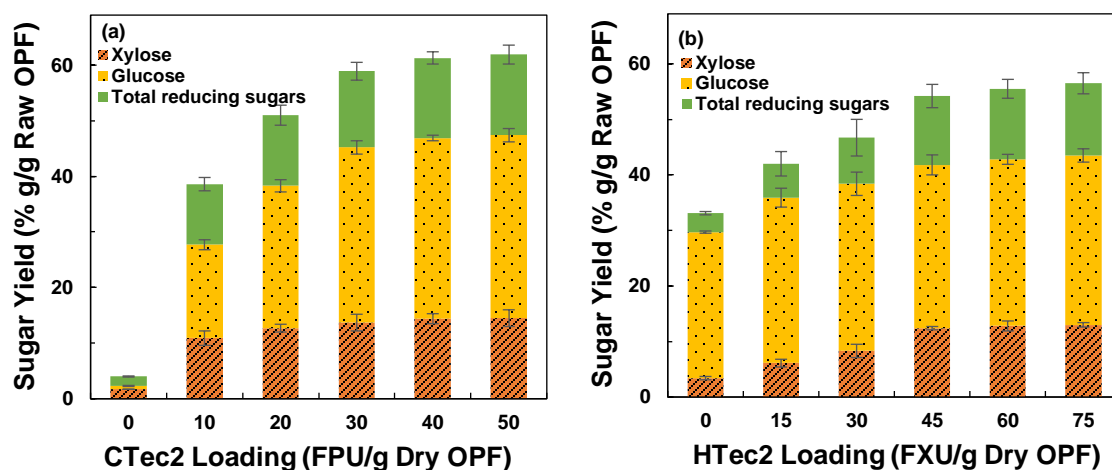 (a)
Xylose
Glucose
Total reducing sugars
Sugar Yield (% g/g Raw OPF)
60
40
20
0
0 10 20 30 40 50
CTec2 Loading (FPU/g Dry OPF)
(b)
Xylose
Glucose
Total reducing sugars
Sugar Yield (% g/g Raw OPF)
60
40
20
0
0 15 30 45 60 75
HTec2 Loading (FXU/g Dry OPF)